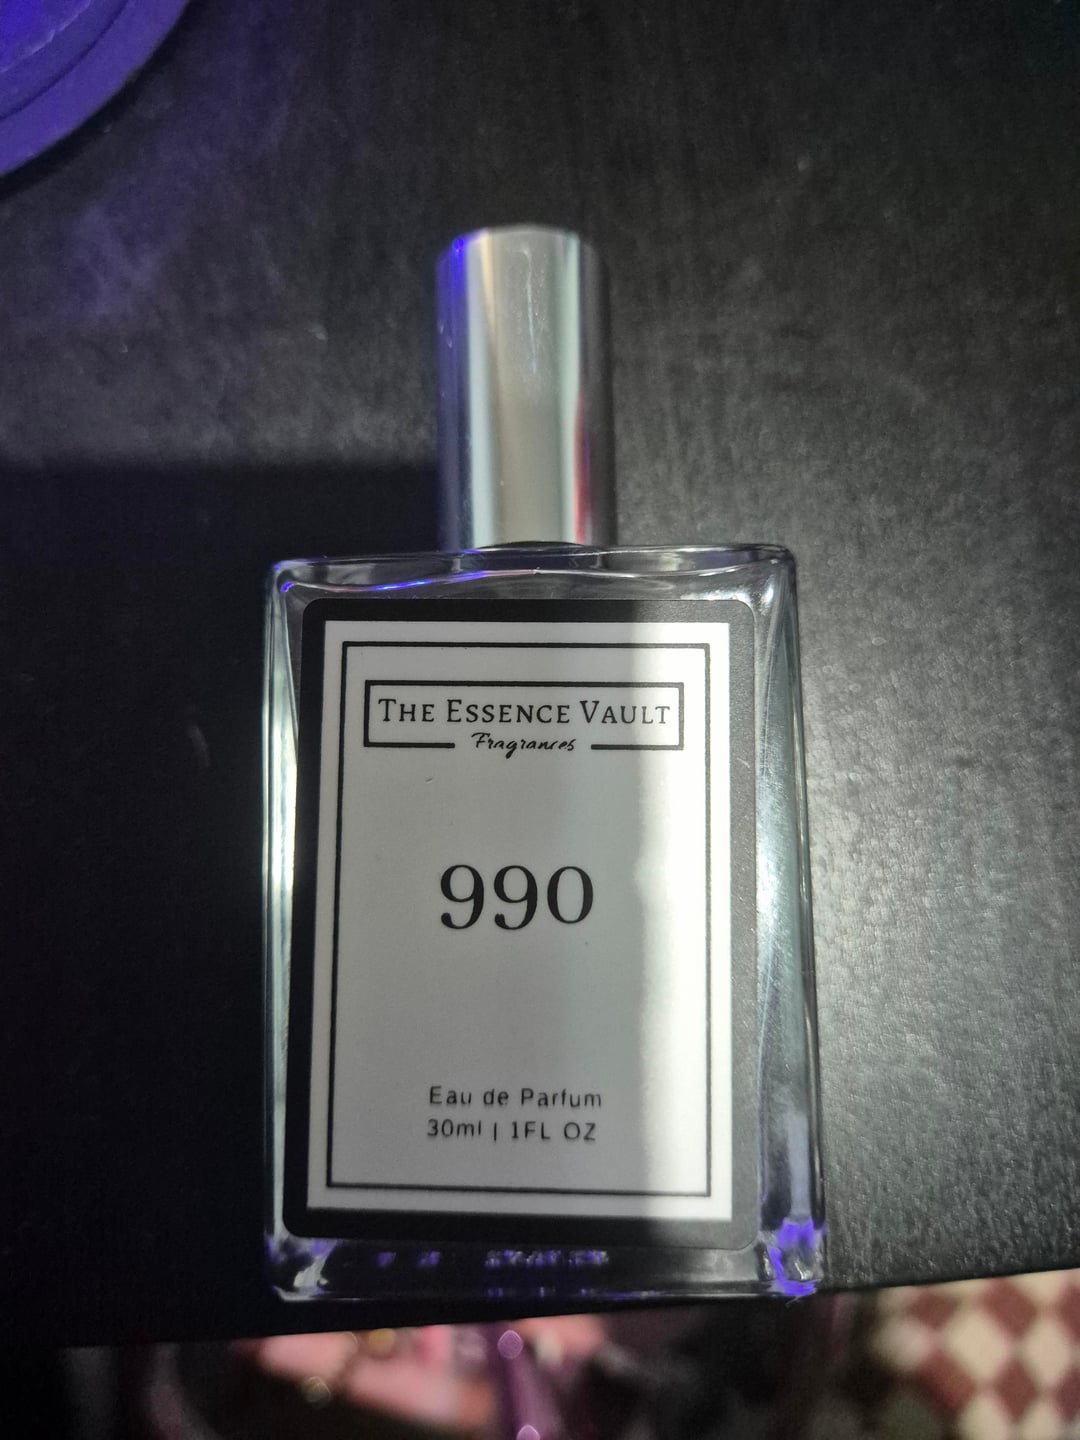 THE ESSENCE VAULT
Fragrances
990
Eau de Parfum
30ml | 1FL OZ